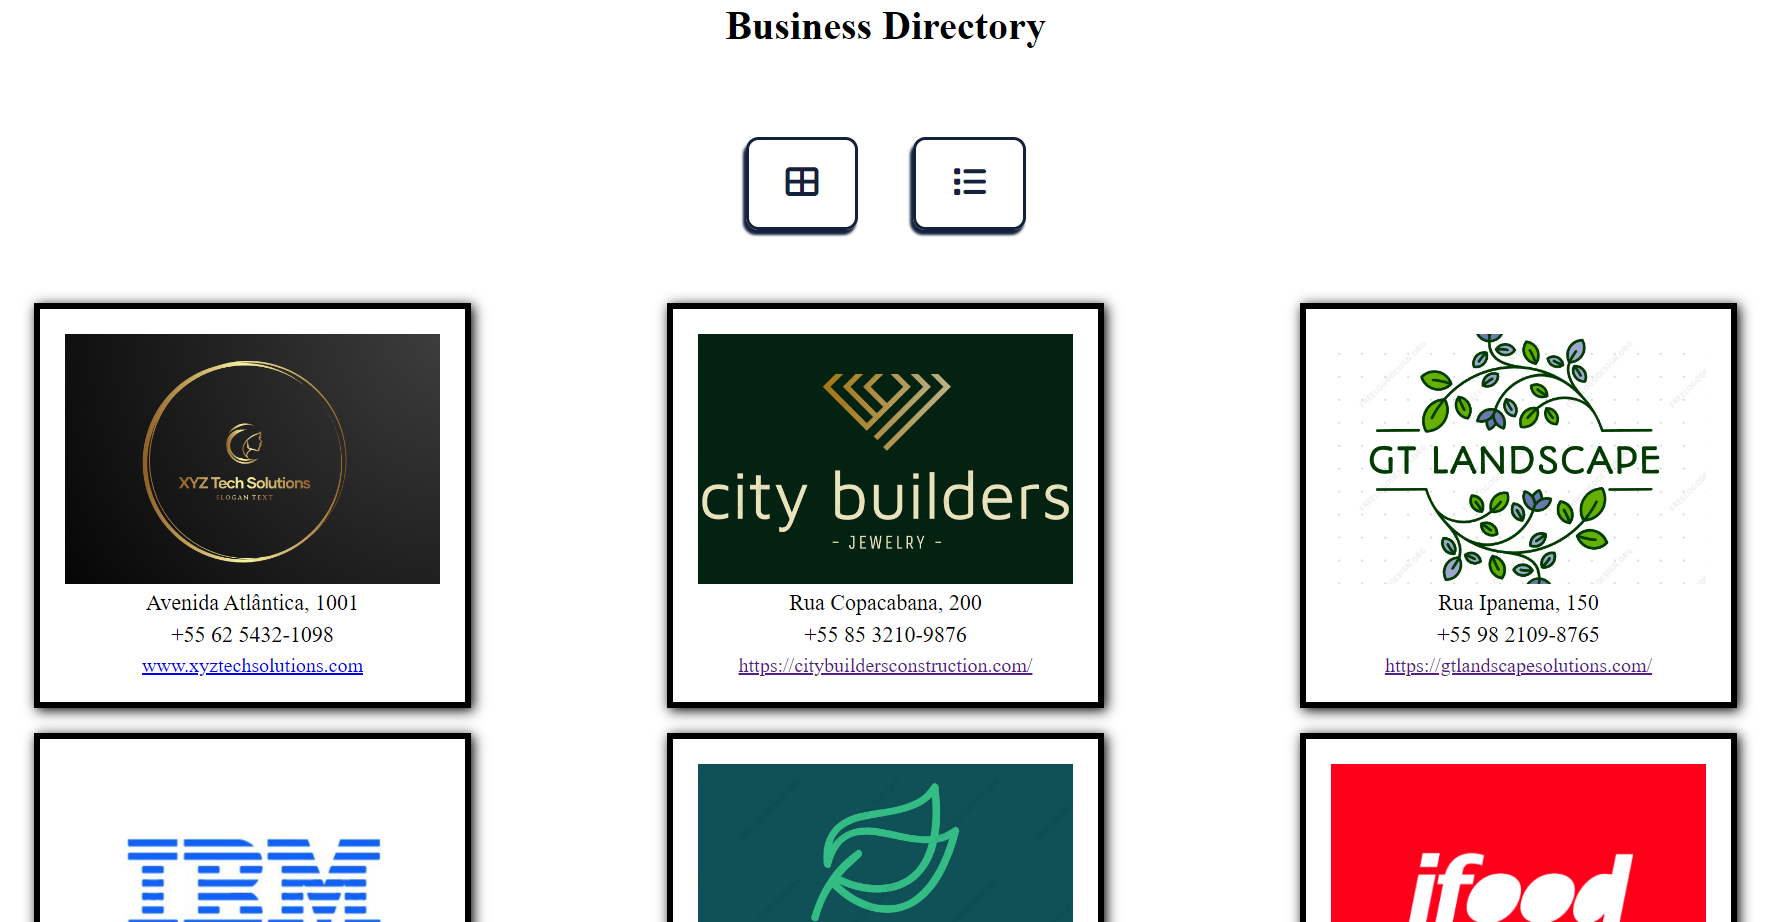 Business Directory
XYZ Tech Solutions
SLOGAN TEXT
Avenida Atlântica, 1001
+55 62 5432-1098
www.xyztechsolutions.com
city builders
- JEWELRY -
Rua Copacabana, 200
+55 85 3210-9876
https://citybuildersconstruction.com/
GT LANDSCAPE
Rua Ipanema, 150
+55 98 2109-8765
https://gtlandscapesolutions.com/
IBM
ifood